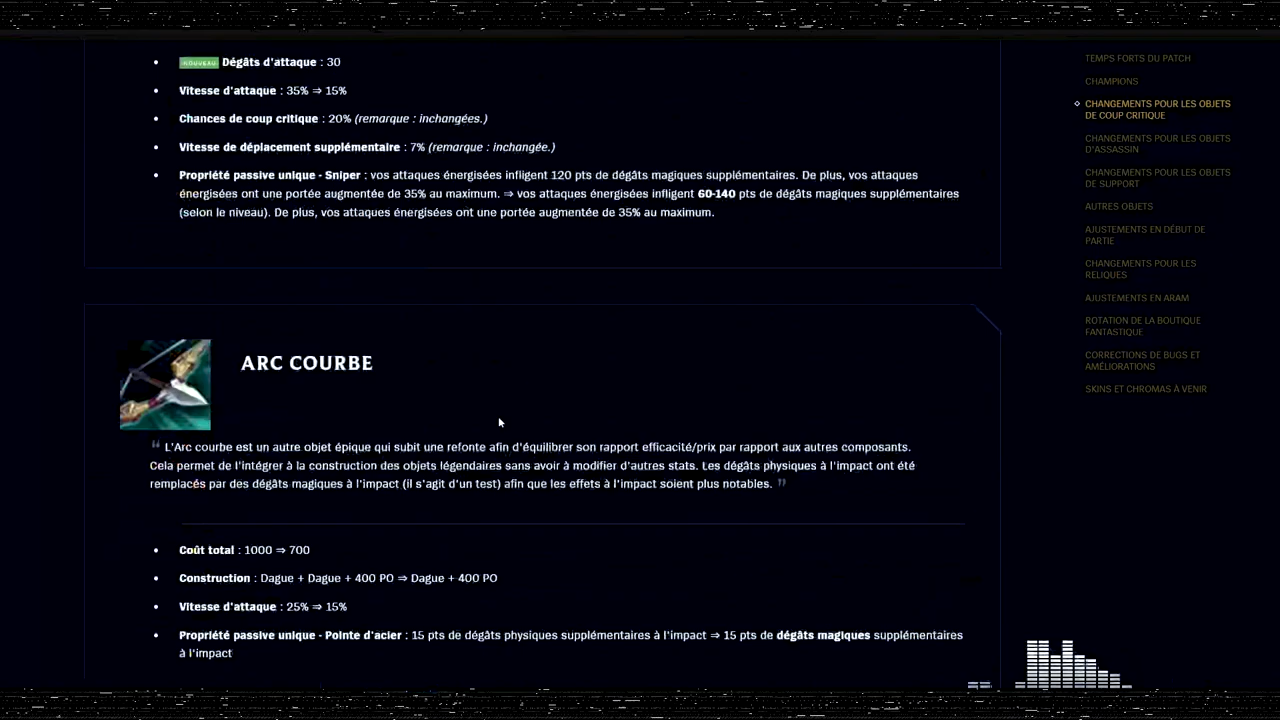 NOUVEAU Dégâts d'attaque : 30
Vitesse d'attaque : 35% ⇒ 15%
Chances de coup critique : 20% (remarque : inchangées.)
Vitesse de déplacement supplémentaire : 7% (remarque : inchangée.)
Propriété passive unique - Sniper : vos attaques énergisées infligent 120 pts de dégâts magiques supplémentaires. De plus, vos attaques
énergisées ont une portée augmentée de 35% au maximum. ⇒ vos attaques énergisées infligent 60-140 pts de dégâts magiques supplémentaires
(selon le niveau). De plus, vos attaques énergisées ont une portée augmentée de 35% au maximum.
ARC COURBE
“ L'Arc courbe est un autre objet épique qui subit une refonte afin d'équilibrer son rapport efficacité/prix par rapport aux autres composants.
Cela permet de l'intégrer à la construction des objets légendaires sans avoir à modifier d'autres stats. Les dégâts physiques à l'impact ont été
remplacés par des dégâts magiques à l'impact (il s'agit d'un test) afin que les effets à l'impact soient plus notables. ”
Coût total : 1000 ⇒ 700
Construction : Dague + Dague + 400 PO ⇒ Dague + 400 PO
Vitesse d'attaque : 25% ⇒ 15%
Propriété passive unique - Pointe d'acier : 15 pts de dégâts physiques supplémentaires à l'impact ⇒ 15 pts de dégâts magiques supplémentaires
à l'impact
TEMPS FORTS DU PATCH
CHAMPIONS
CHANGEMENTS POUR LES OBJETS
DE COUP CRITIQUE
CHANGEMENTS POUR LES OBJETS
D'ASSASSIN
CHANGEMENTS POUR LES OBJETS
DE SUPPORT
AUTRES OBJETS
AJUSTEMENTS EN DÉBUT DE
PARTIE
CHANGEMENTS POUR LES
RELIQUES
AJUSTEMENTS EN ARAM
ROTATION DE LA BOUTIQUE
FANTASTIQUE
CORRECTIONS DE BUGS ET
AMÉLIORATIONS
SKINS ET CHROMAS À VENIR